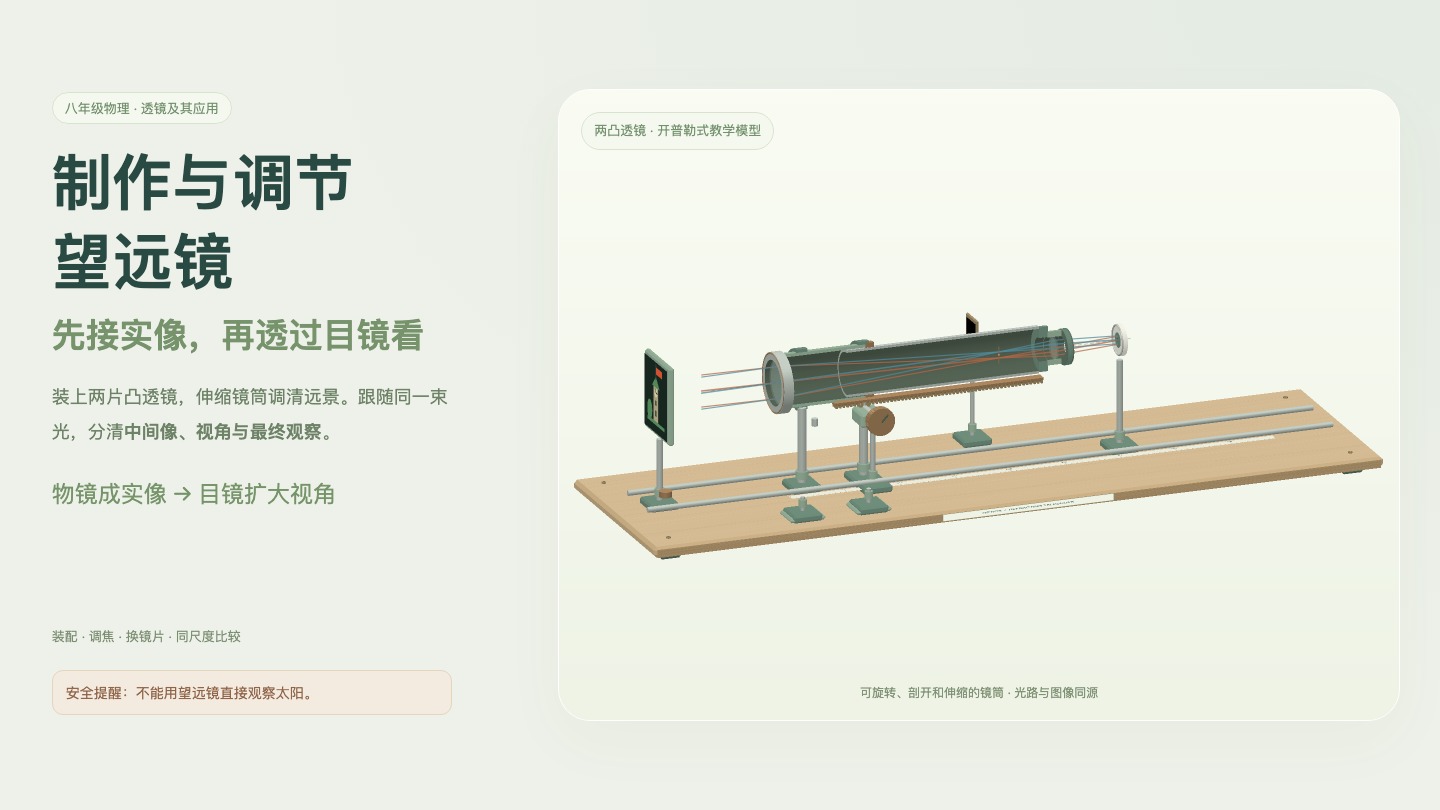 八年级物理 · 透镜及其应用
制作与调节
望远镜
先接实像，再透过目镜看
装上两片凸透镜，伸缩镜筒调清远景。跟随同一束
光，分清中间像、视角与最终观察。
物镜成实像 → 目镜扩大视角
装配 · 调焦 · 换镜片 · 同尺度比较
安全提醒：不能用望远镜直接观察太阳。
两凸透镜 · 开普勒式教学模型
可旋转、剖开和伸缩的镜筒 · 光路与图像同源